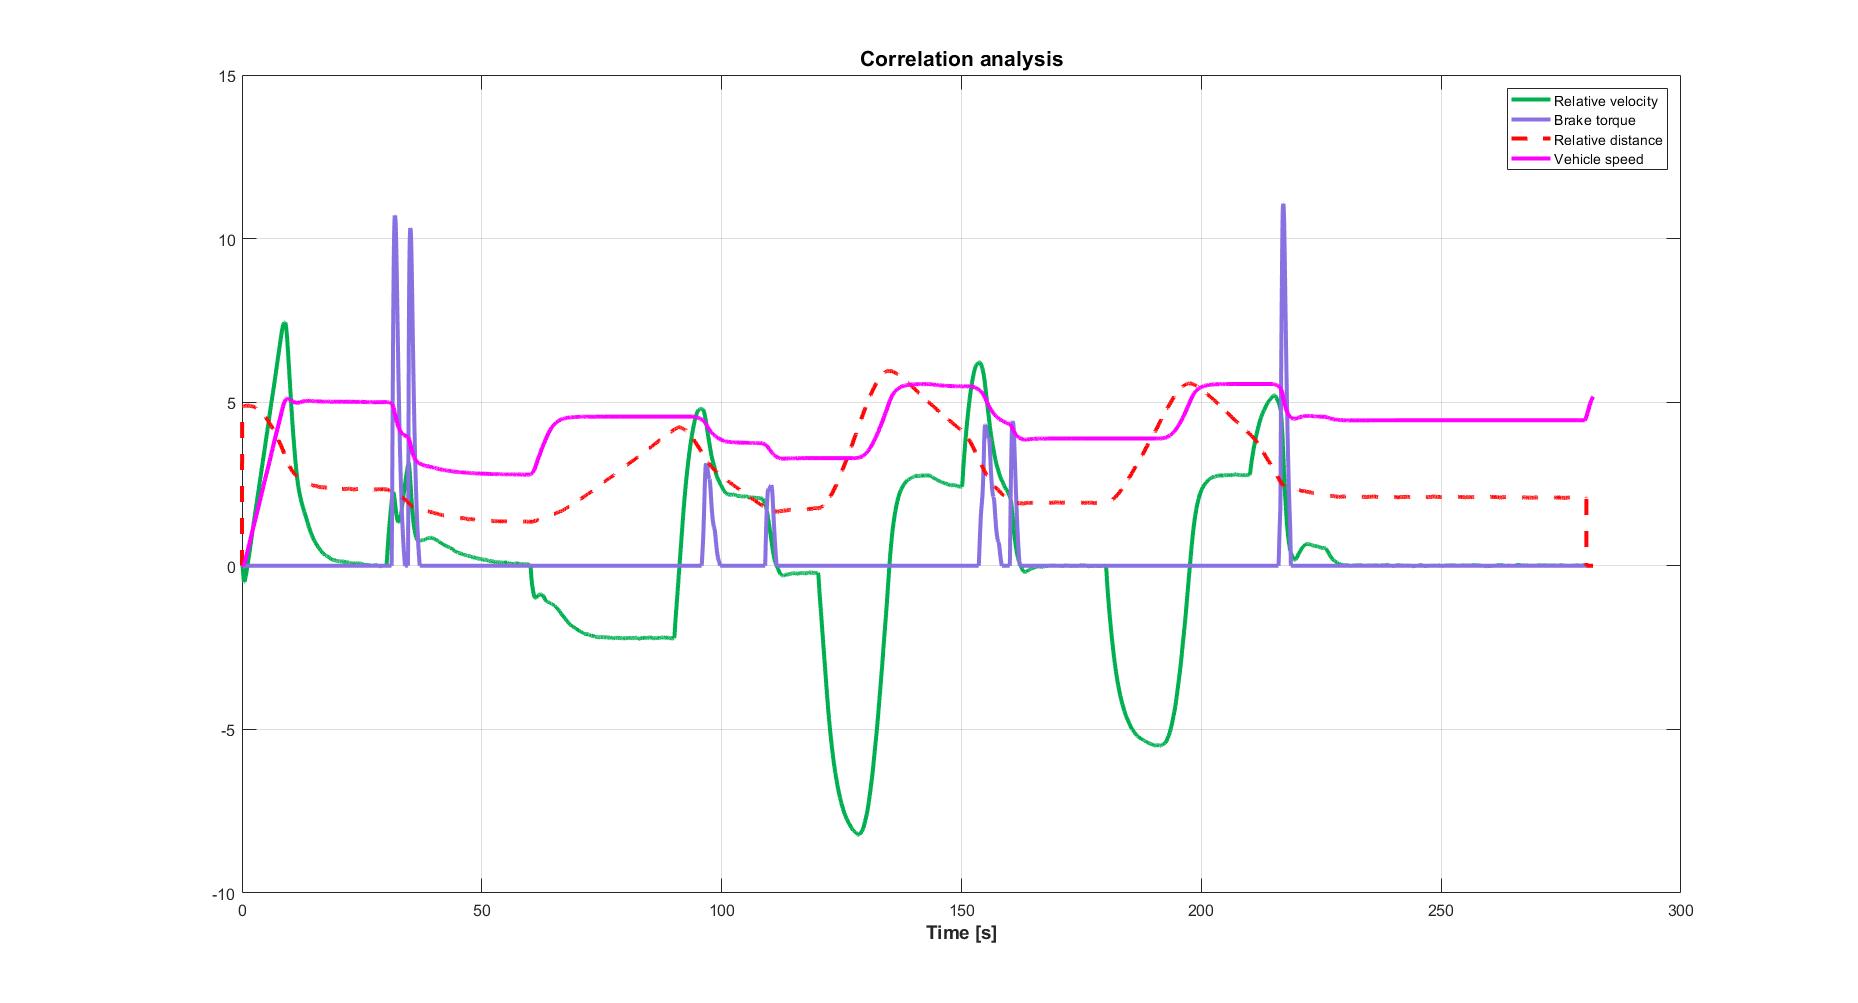 Correlation analysis
15
10
5
0
-5
-10
Relative velocity
Brake torque
Relative distance
Vehicle speed
0 50 100 150 200 250 300
Time [s]